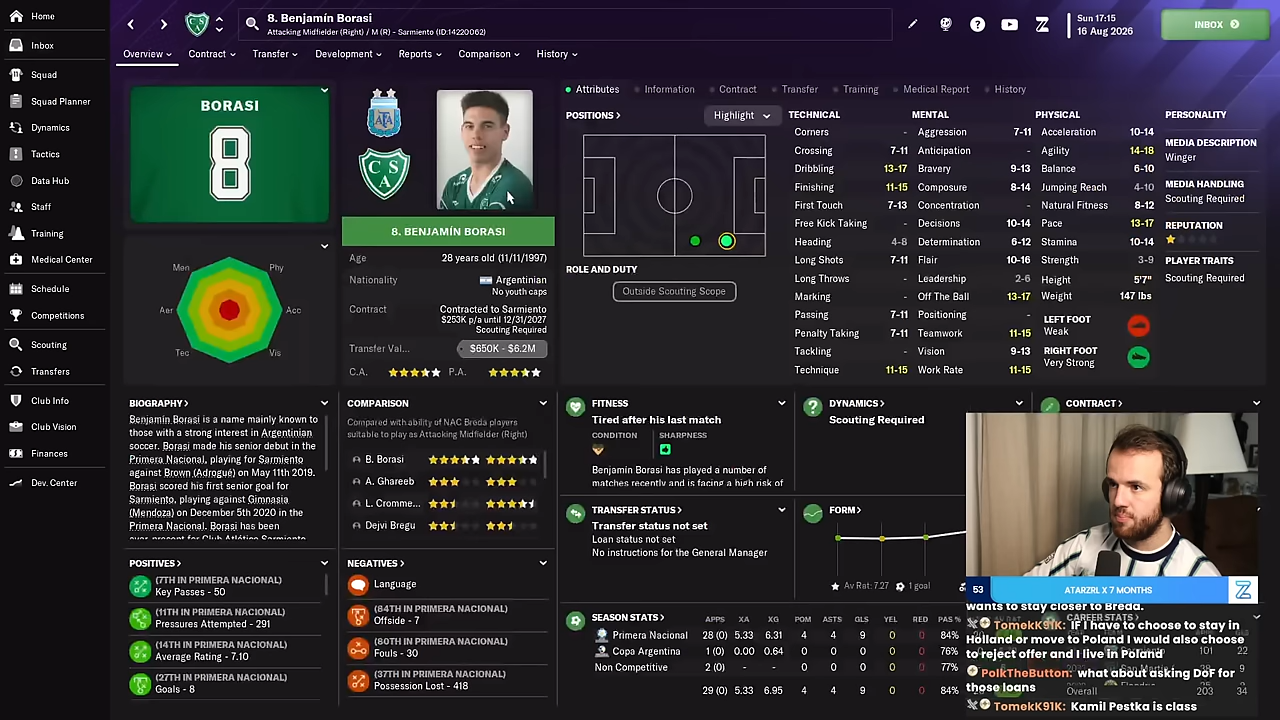 Home
Inbox
Squad
Squad Planner
Dynamics
Tactics
Data Hub
Staff
Training
Medical Center
Schedule
Competitions
Scouting
Transfers
Club Info
Club Vision
Finances
Dev. Center
8. Benjamín Borasi
Attacking Midfielder (Right) / M (R) - Sarmiento (ID:14220062)
Sun 17:15
16 Aug 2026
INBOX
Overview
Contract
Transfer
Development
Reports
Comparison
History
BORASI
8
Men
Phy
Aer
Acc
Tec
Vis
AFA
CSA
8. BENJAMÍN BORASI
Age 28 years old (11/11/1997)
Nationality Argentinian
No youth caps
Contract Contracted to Sarmiento
$253K p/a until 12/31/2027
Scouting Required
Transfer Val... $650K - $6.2M
C.A. P.A.
Attributes Information Contract Transfer Training Medical Report History
POSITIONS >
Highlight
ROLE AND DUTY
Outside Scouting Scope
TECHNICAL
Corners -
Crossing 7-11
Dribbling 13-17
Finishing 11-15
First Touch 7-13
Free Kick Taking -
Heading 4-8
Long Shots 7-11
Long Throws -
Marking -
Passing 7-11
Penalty Taking 7-11
Tackling -
Technique 11-15
MENTAL
Aggression 7-11
Anticipation -
Bravery 9-13
Composure 8-14
Concentration -
Decisions 10-14
Determination 6-12
Flair 10-16
Leadership 2-6
Off The Ball 13-17
Positioning -
Teamwork 11-15
Vision 9-13
Work Rate 11-15
PHYSICAL
Acceleration 10-14
Agility 14-18
Balance 6-10
Jumping Reach 4-10
Natural Fitness 8-12
Pace 13-17
Stamina 10-14
Strength 3-9
Height 5'7"
Weight 147 lbs
LEFT FOOT
Weak
RIGHT FOOT
Very Strong
PERSONALITY
MEDIA DESCRIPTION
Winger
MEDIA HANDLING
Scouting Required
REPUTATION
PLAYER TRAITS
Scouting Required
BIOGRAPHY >
Benjamín Borasi is a name mainly known to
those with a strong interest in Argentinian
soccer. Borasi made his senior debut in the
Primera Nacional, playing for Sarmiento
against Brown (Adrogué) on May 11th 2019.
Borasi scored his first senior goal for
Sarmiento, playing against Gimnasia
(Mendoza) on December 5th 2020 in the
Primera Nacional. Borasi has been
ever-present for Club Atlético Sarmiento
COMPARISON
Compared with ability of NAC Breda players
suitable to play as Attacking Midfielder (Right)
B. Borasi
A. Ghareeb
L. Cromme...
Dejvi Bregu
POSITIVES >
(7TH IN PRIMERA NACIONAL)
Key Passes - 50
(11TH IN PRIMERA NACIONAL)
Pressures Attempted - 291
(14TH IN PRIMERA NACIONAL)
Average Rating - 7.10
(27TH IN PRIMERA NACIONAL)
Goals - 8
NEGATIVES >
Language
(84TH IN PRIMERA NACIONAL)
Offside - 7
(80TH IN PRIMERA NACIONAL)
Fouls - 30
(37TH IN PRIMERA NACIONAL)
Possession Lost - 418
FITNESS
Tired after his last match
CONDITION
SHARPNESS
Benjamín Borasi has played a number of
matches recently and is facing a high risk of
DYNAMICS >
Scouting Required
CONTRACT >
TRANSFER STATUS >
Transfer status not set
Loan status not set
No instructions for the General Manager
FORM >
Av Rat: 7.27 1 goal
SEASON STATS > APPS XA XG POM ASTS GLS YEL RED PAS %
Primera Nacional 28 (0) 5.33 6.31 4 4 9 0 0 84%
Copa Argentina 1 (0) 0.00 0.64 0 0 0 0 0 76%
Non Competitive 2 (0) - - 0 0 0 0 0 77%
29 (0) 5.33 6.95 4 4 9 0 0 84%
53
ATARZRL X 7 MONTHS
CAREER STATS >
wants to stay closer to Breda.
TomekK91K: IF I have to choose to stay in
Holland or move to Pald I would also choose
to reject offer and I live in Poland
PolkTheButton: what about asking DoF for
those loans
TomekK91K: Kamil Pestka is class
101 22
Overall 203 34